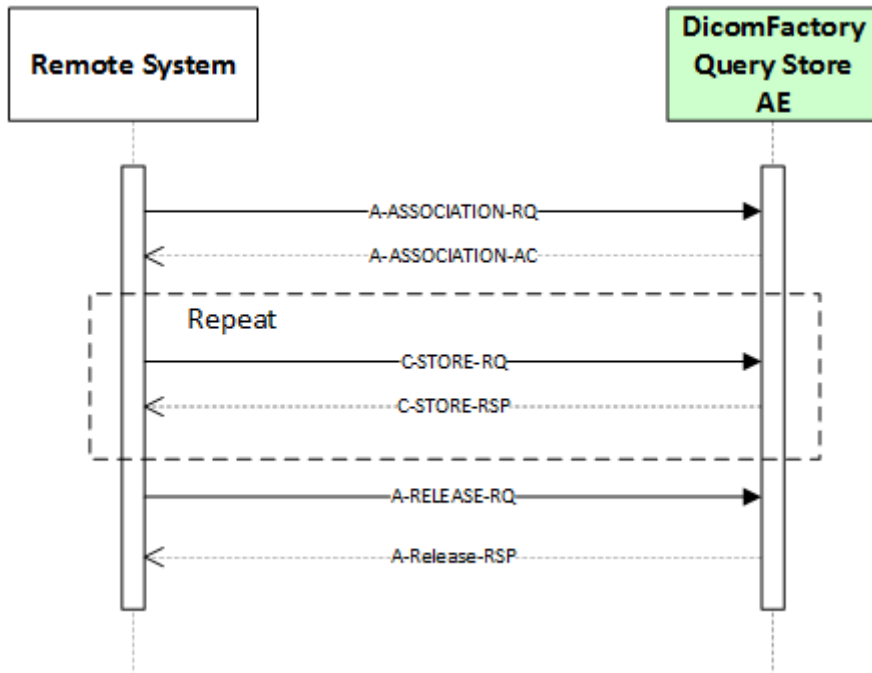 Remote System
DicomFactory
Query Store
AE
A-ASSOCIATION-RQ
A-ASSOCIATION-AC
Repeat
C-STORE-RQ
C-STORE-RSP
A-RELEASE-RQ
A-Release-RSP